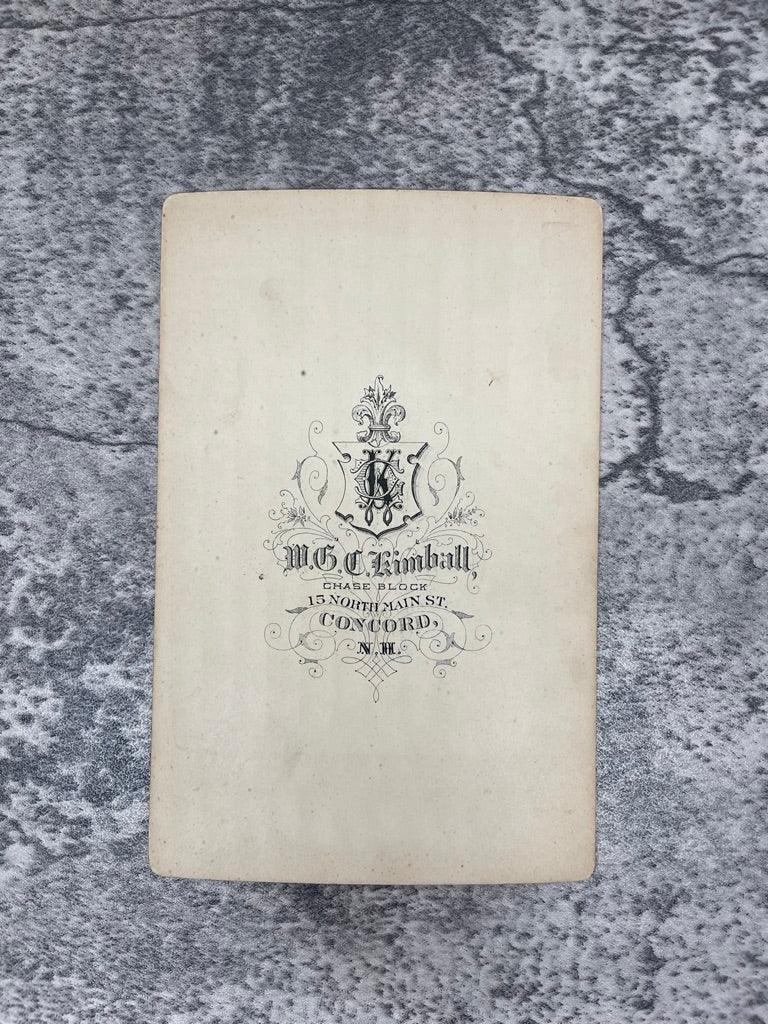 W.G.C. Kimball,
CHASE BLOCK
15 NORTH MAIN ST.
CONCORD,
N.H.